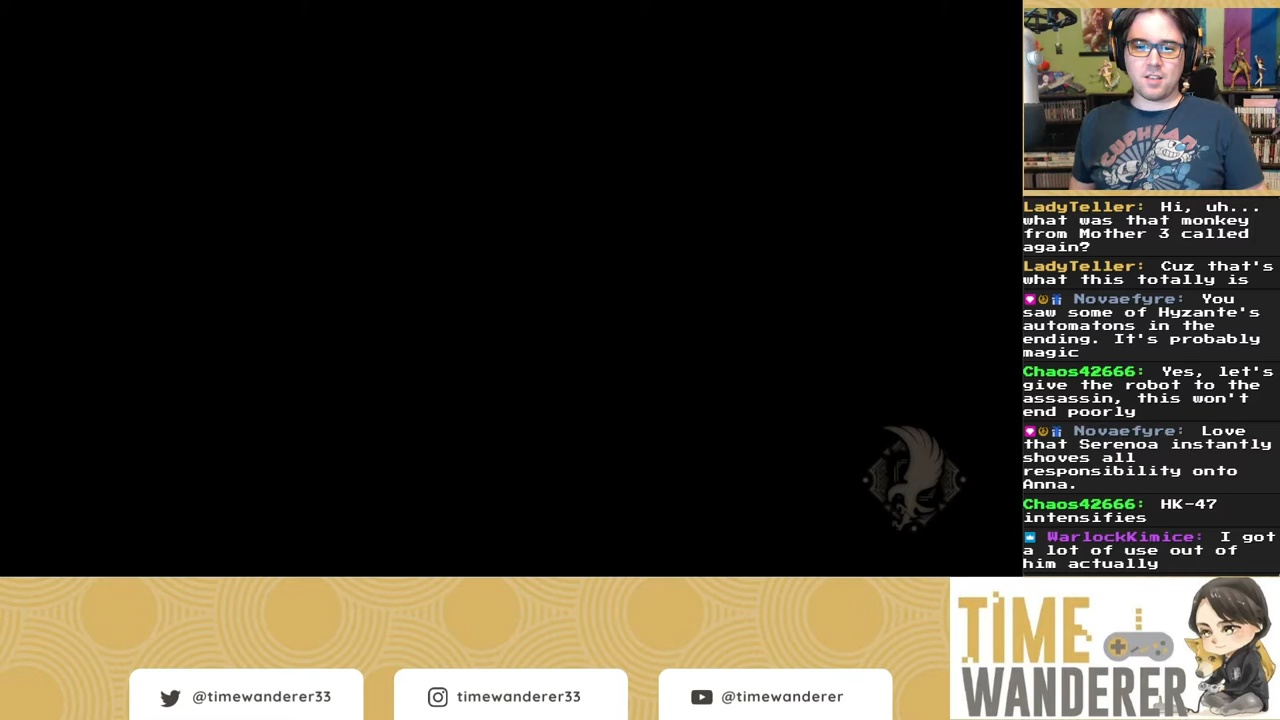 CUPHEAD
LadyTeller: Hi, uh...
what was that monkey
from Mother 3 called
again?
LadyTeller: Cuz that's
what this totally is
Novaefyre: You
saw some of Hyzante's
automatons in the
ending. It's probably
magic
Chaos42666: Yes, let's
give the robot to the
assassin, this won't
end poorly
Novaefyre: Love
that Serenoa instantly
shoves all
responsibility onto
Anna.
Chaos42666: HK-47
intensifies
WarlockKimice: I got
a lot of use out of
him actually
TIME
WANDERER
@timewanderer33
timewanderer33
@timewanderer